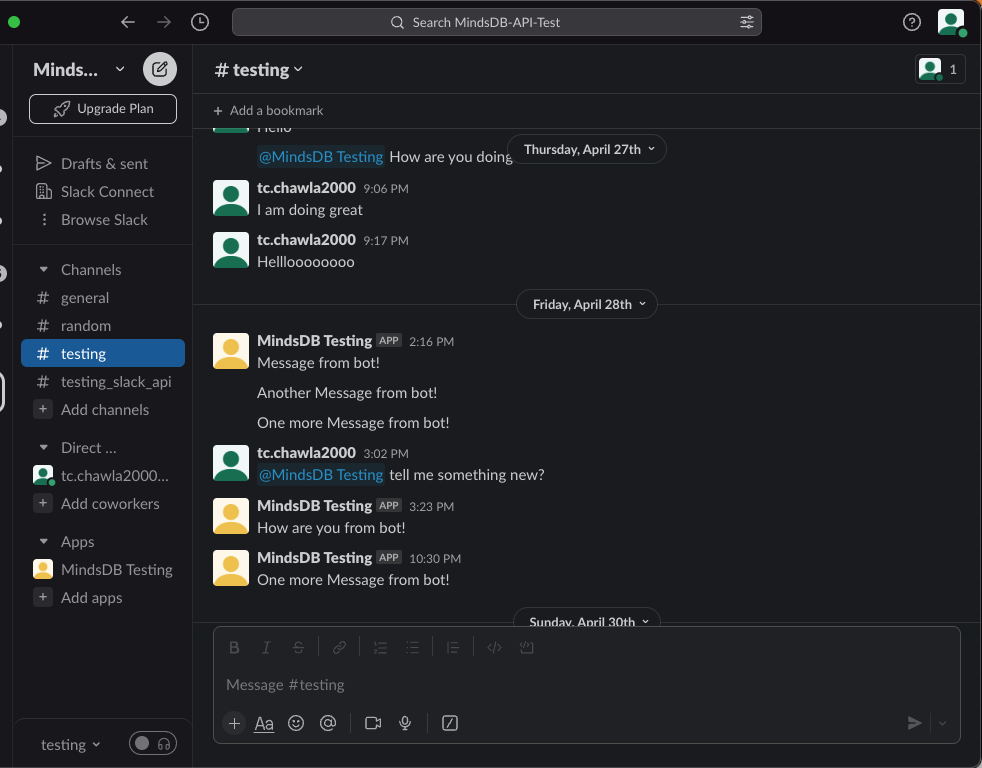 Search MindsDB-API-Test
Minds...
Upgrade Plan
Drafts & sent
Slack Connect
Browse Slack
Channels
# general
# random
# testing
# testing_slack_api
+ Add channels
Direct ...
tc.chawla2000...
+ Add coworkers
Apps
MindsDB Testing
+ Add apps
testing
# testing
1
+ Add a bookmark
Hello
Thursday, April 27th
@MindsDB Testing How are you doing
tc.chawla2000 9:06 PM
I am doing great
tc.chawla2000 9:17 PM
Hellloooooooo
Friday, April 28th
MindsDB Testing APP 2:16 PM
Message from bot!
Another Message from bot!
One more Message from bot!
tc.chawla2000 3:02 PM
@MindsDB Testing tell me something new?
MindsDB Testing APP 3:23 PM
How are you from bot!
MindsDB Testing APP 10:30 PM
One more Message from bot!
Sunday, April 30th
B I S
Message #testing
+ Aa @